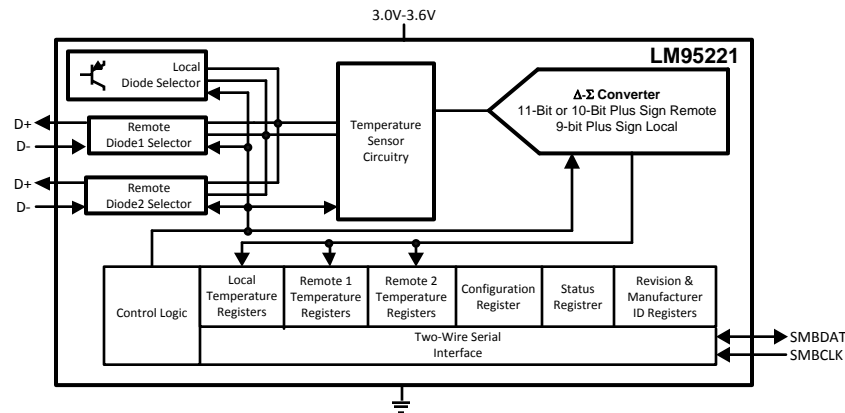 3.0V-3.6V
LM95221
Local
Diode Selector
Δ-Σ Converter
11-Bit or 10-Bit Plus Sign Remote
9-bit Plus Sign Local
D+
Remote
Diode1 Selector
D-
Temperature
Sensor
Circuitry
D+
Remote
Diode2 Selector
D-
Control Logic
Local
Temperature
Registers
Remote 1
Temperature
Registers
Remote 2
Temperature
Registers
Configuration
Register
Status
Registrer
Revision &
Manufacturer
ID Registers
Two-Wire Serial
Interface
SMBDAT
SMBCLK